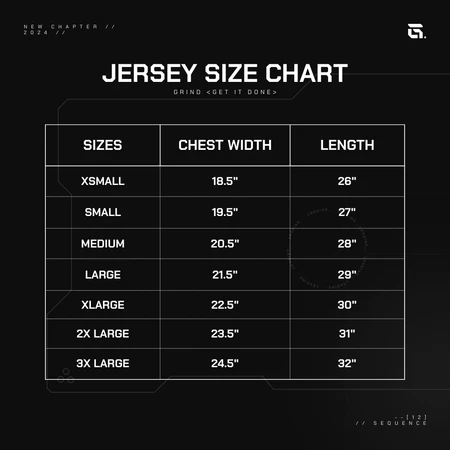 NEW CHAPTER //
2024 //
G.
JERSEY SIZE CHART
GRIND <GET IT DONE>
SIZES CHEST WIDTH LENGTH
XSMALL 18.5" 26"
SMALL 19.5" 27"
MEDIUM 20.5" 28"
LARGE 21.5" 29"
XLARGE 22.5" 30"
2X LARGE 23.5" 31"
3X LARGE 24.5" 32"
--[12]
// SEQUENCE